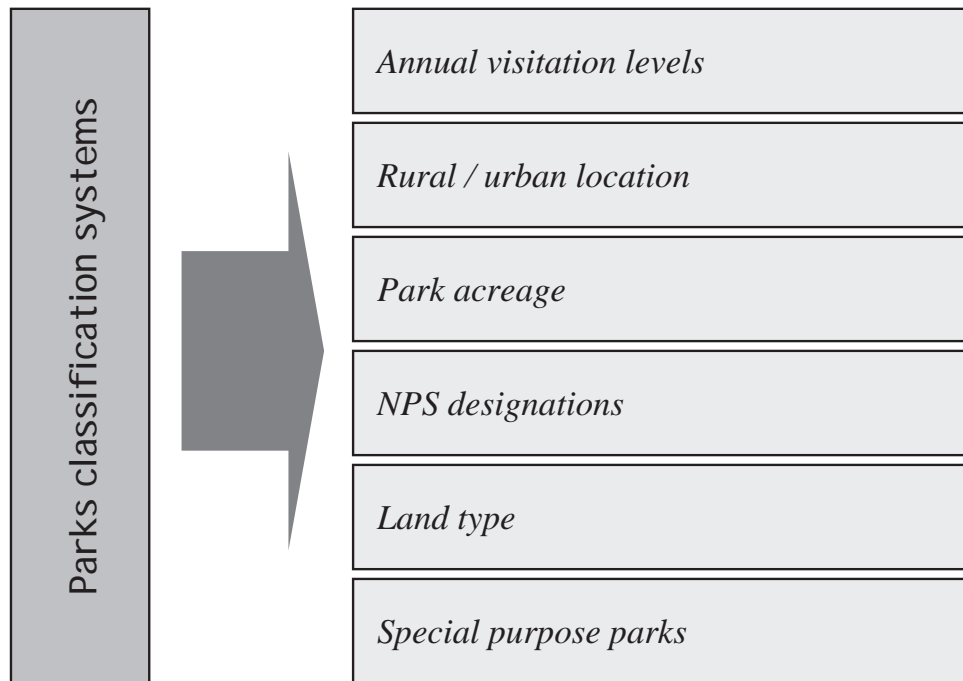 Parks classification systems
Annual visitation levels
Rural / urban location
Park acreage
NPS designations
Land type
Special purpose parks